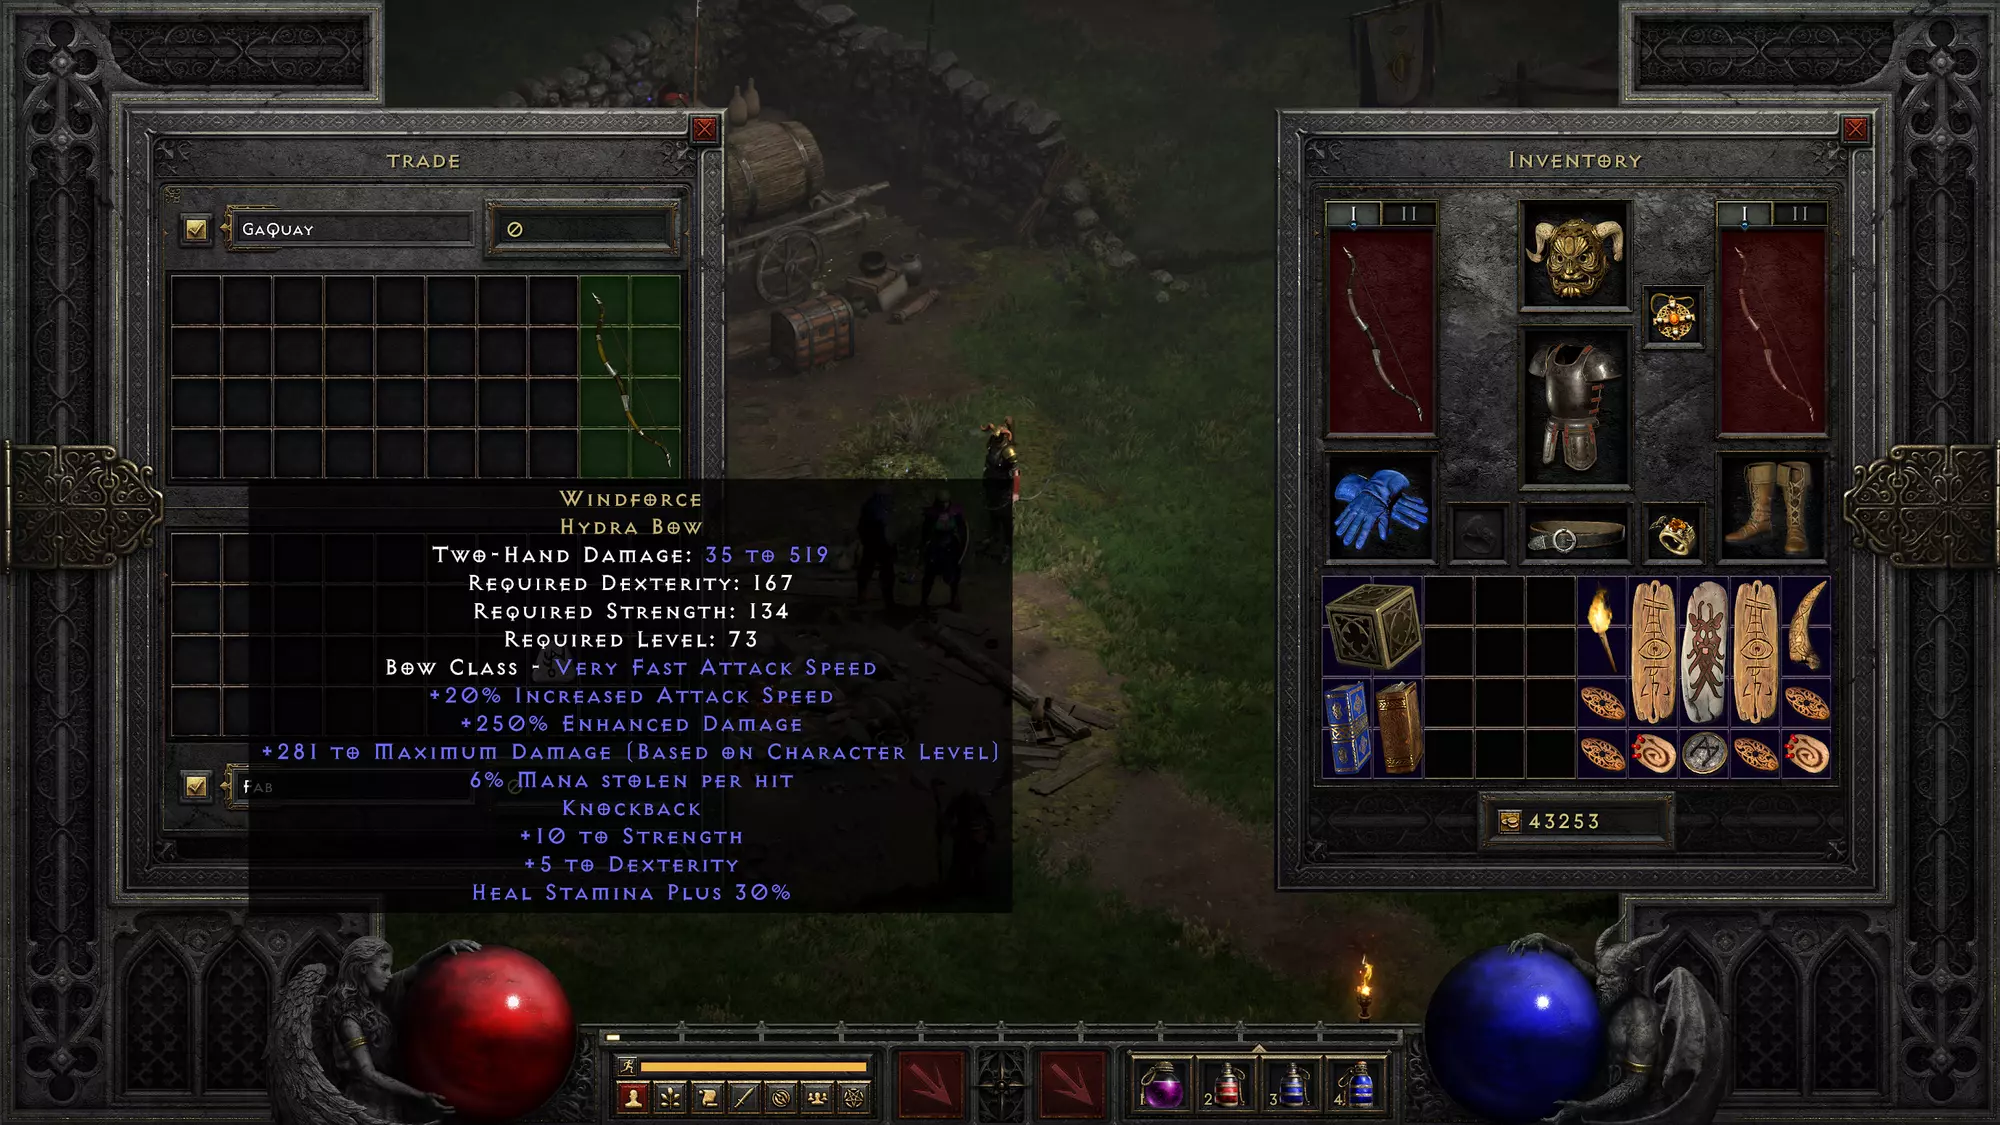 TRADE
GaQuay
Windforce
Hydra Bow
Two-Hand Damage: 35 to 519
Required Dexterity: 167
Required Strength: 134
Required Level: 73
Bow Class - Very Fast Attack Speed
+20% Increased Attack Speed
+250% Enhanced Damage
+281 to Maximum Damage (Based on Character Level)
6% Mana stolen per hit
Knockback
+10 to Strength
+5 to Dexterity
Heal Stamina Plus 30%
Fab
Inventory
I II
I II
43253
1 2 3 4